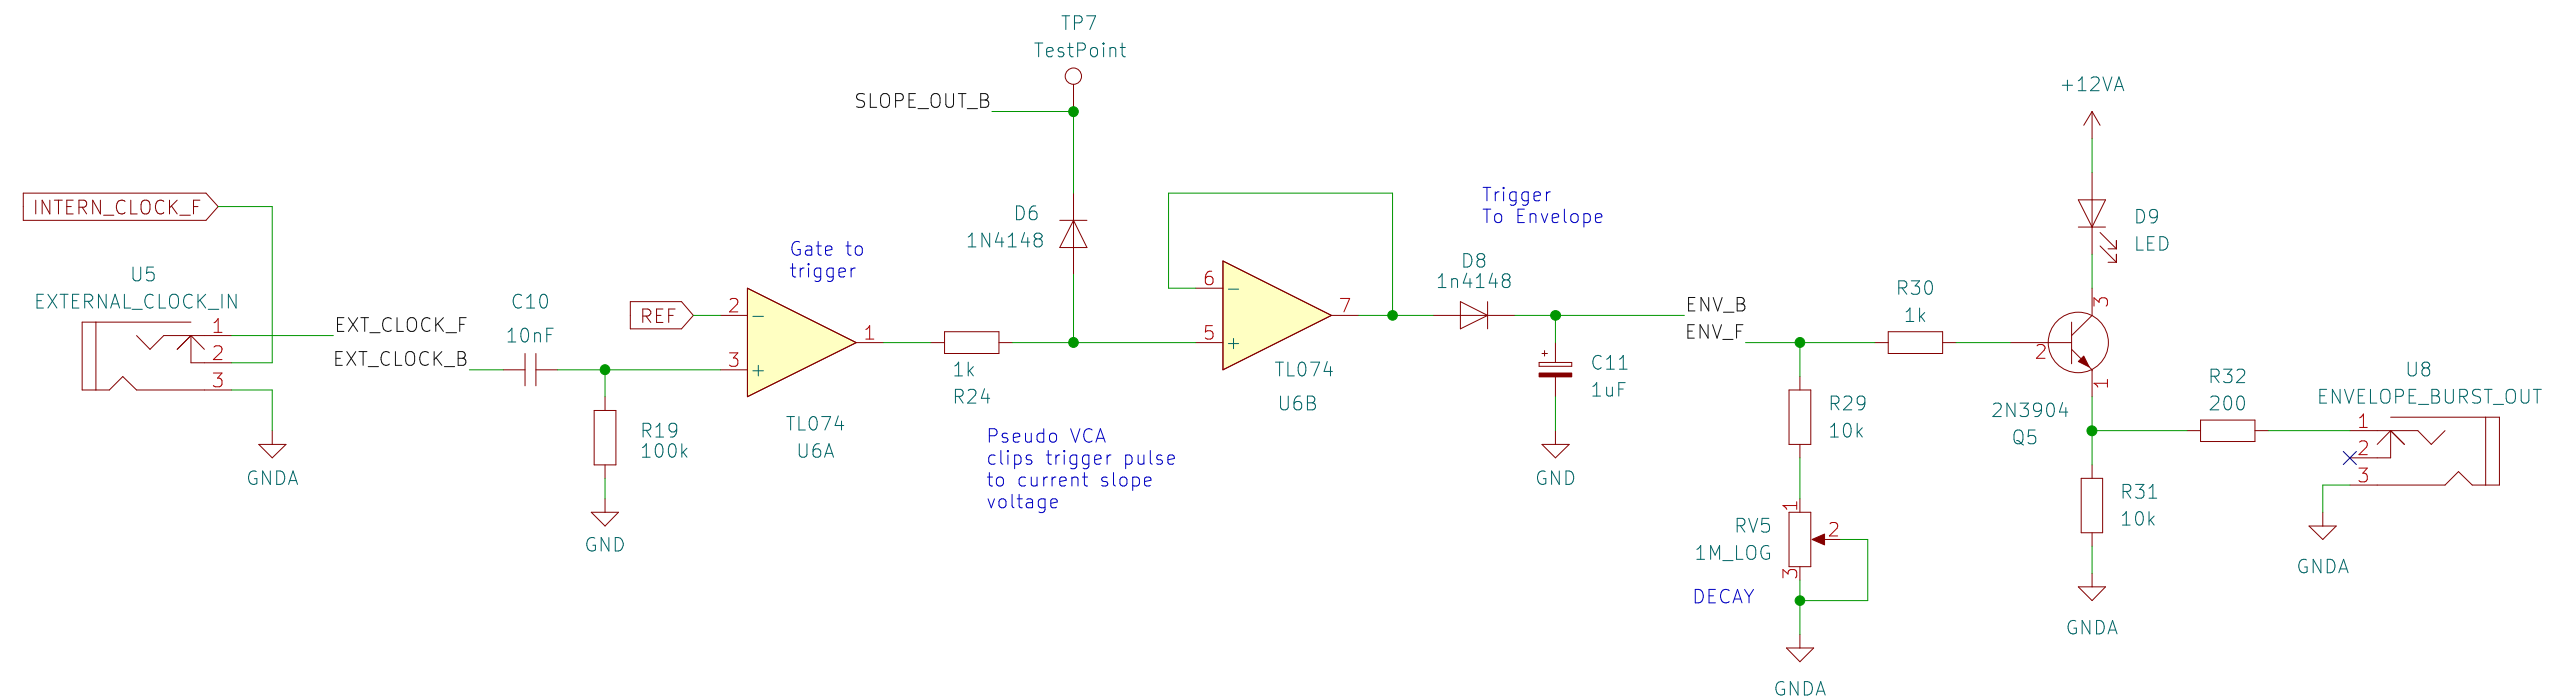 TP7
TestPoint
SLOPE_OUT_B
+12VA
INTERN_CLOCK_F
Trigger
To Envelope
D6
1N4148
D9
LED
Gate to
trigger
U5
EXTERNAL_CLOCK_IN
1
2
3
GNDA
EXT_CLOCK_F
EXT_CLOCK_B
C10
10nF
R19
100k
GND
REF
2
3
1
-
+
TL074
U6A
1k
R24
Pseudo VCA
clips trigger pulse
to current slope
voltage
6
5
7
-
+
TL074
U6B
D8
1n4148
+
C11
1uF
GND
ENV_B
ENV_F
R29
10k
1
2
3
RV5
1M_LOG
DECAY
GNDA
R30
1k
3
2
1
2N3904
Q5
R31
10k
GNDA
R32
200
U8
ENVELOPE_BURST_OUT
1
2
3
GNDA